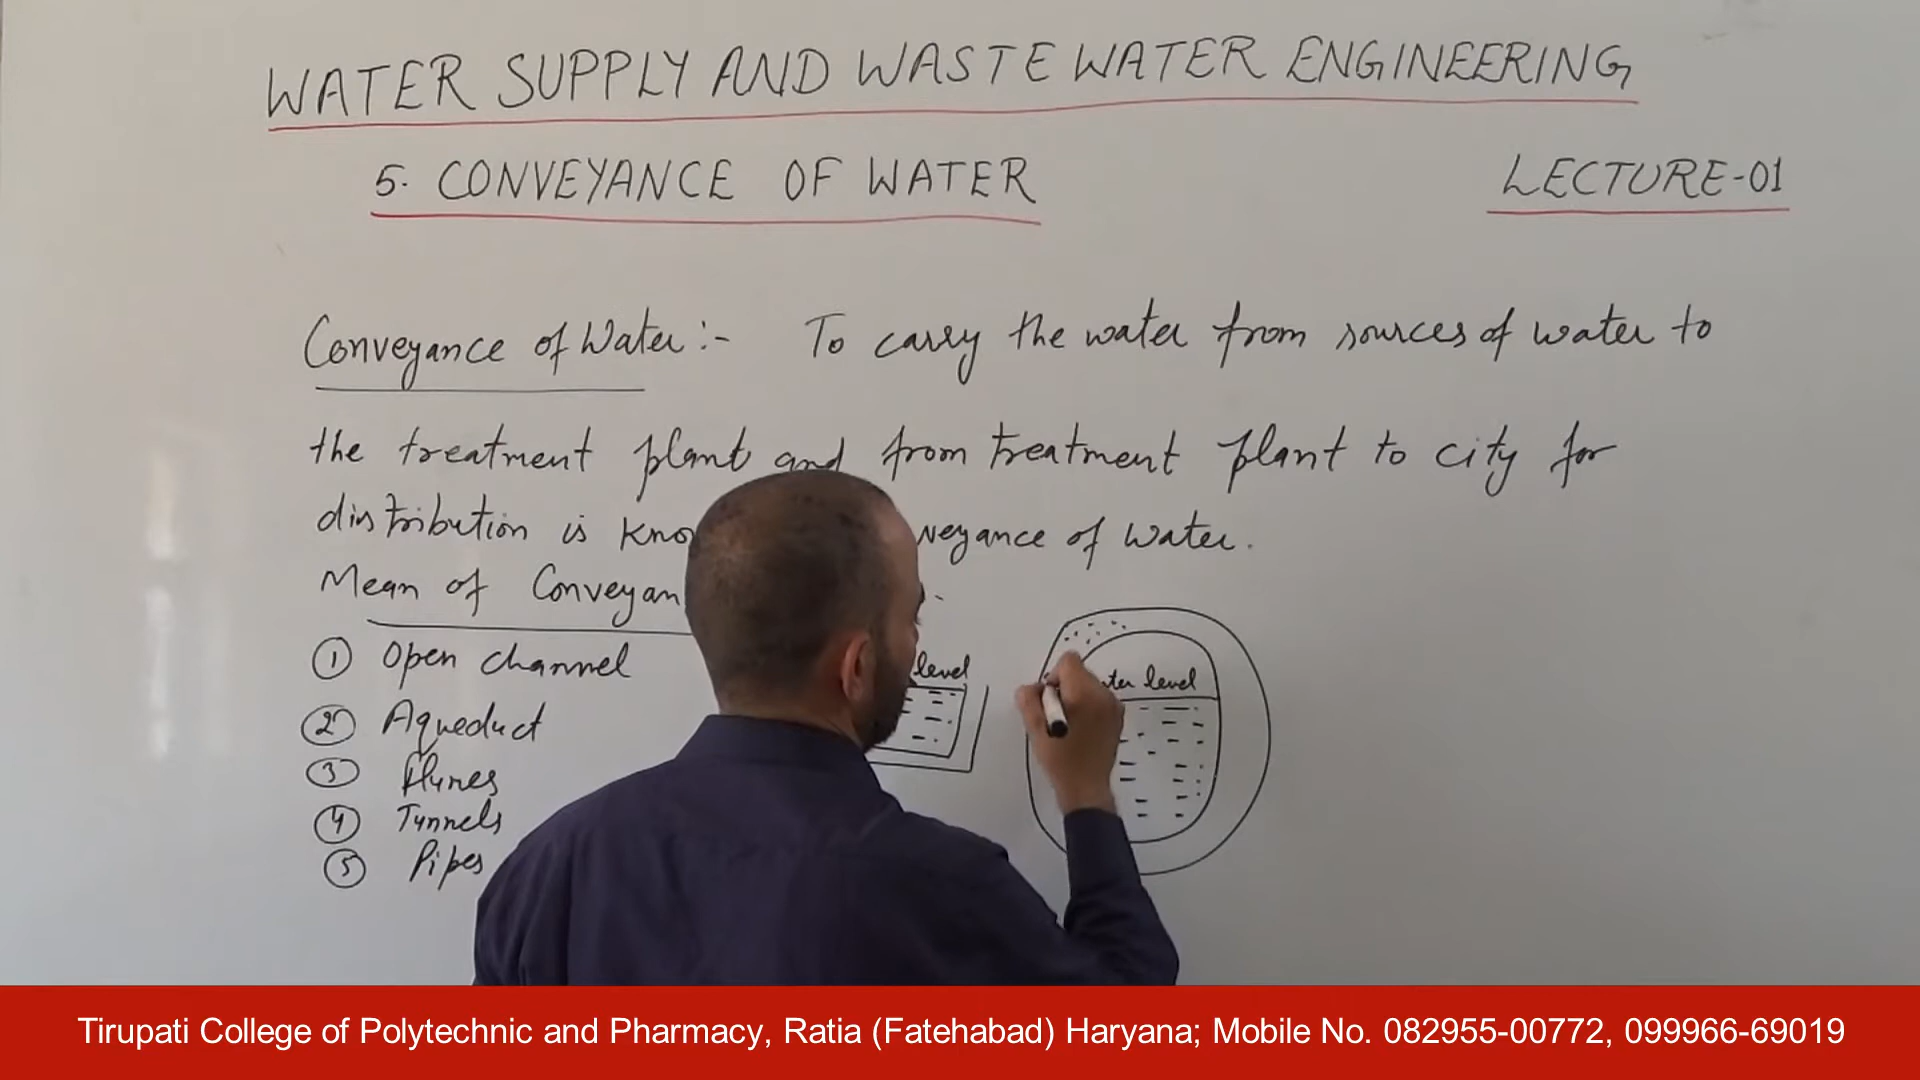 WATER SUPPLY AND WASTE WATER ENGINEERING
5. CONVEYANCE OF WATER
LECTURE-01
Conveyance of Water :- To carry the water from sources of water to
the treatment plant and from treatment plant to city for
distribution is kno veyance of Water.
Mean of Conveyan
① Open channel
② Aqueduct
③ flumes
④ Tunnels
⑤ Pipes
level
ter level
Tirupati College of Polytechnic and Pharmacy, Ratia (Fatehabad) Haryana; Mobile No. 082955-00772, 099966-69019